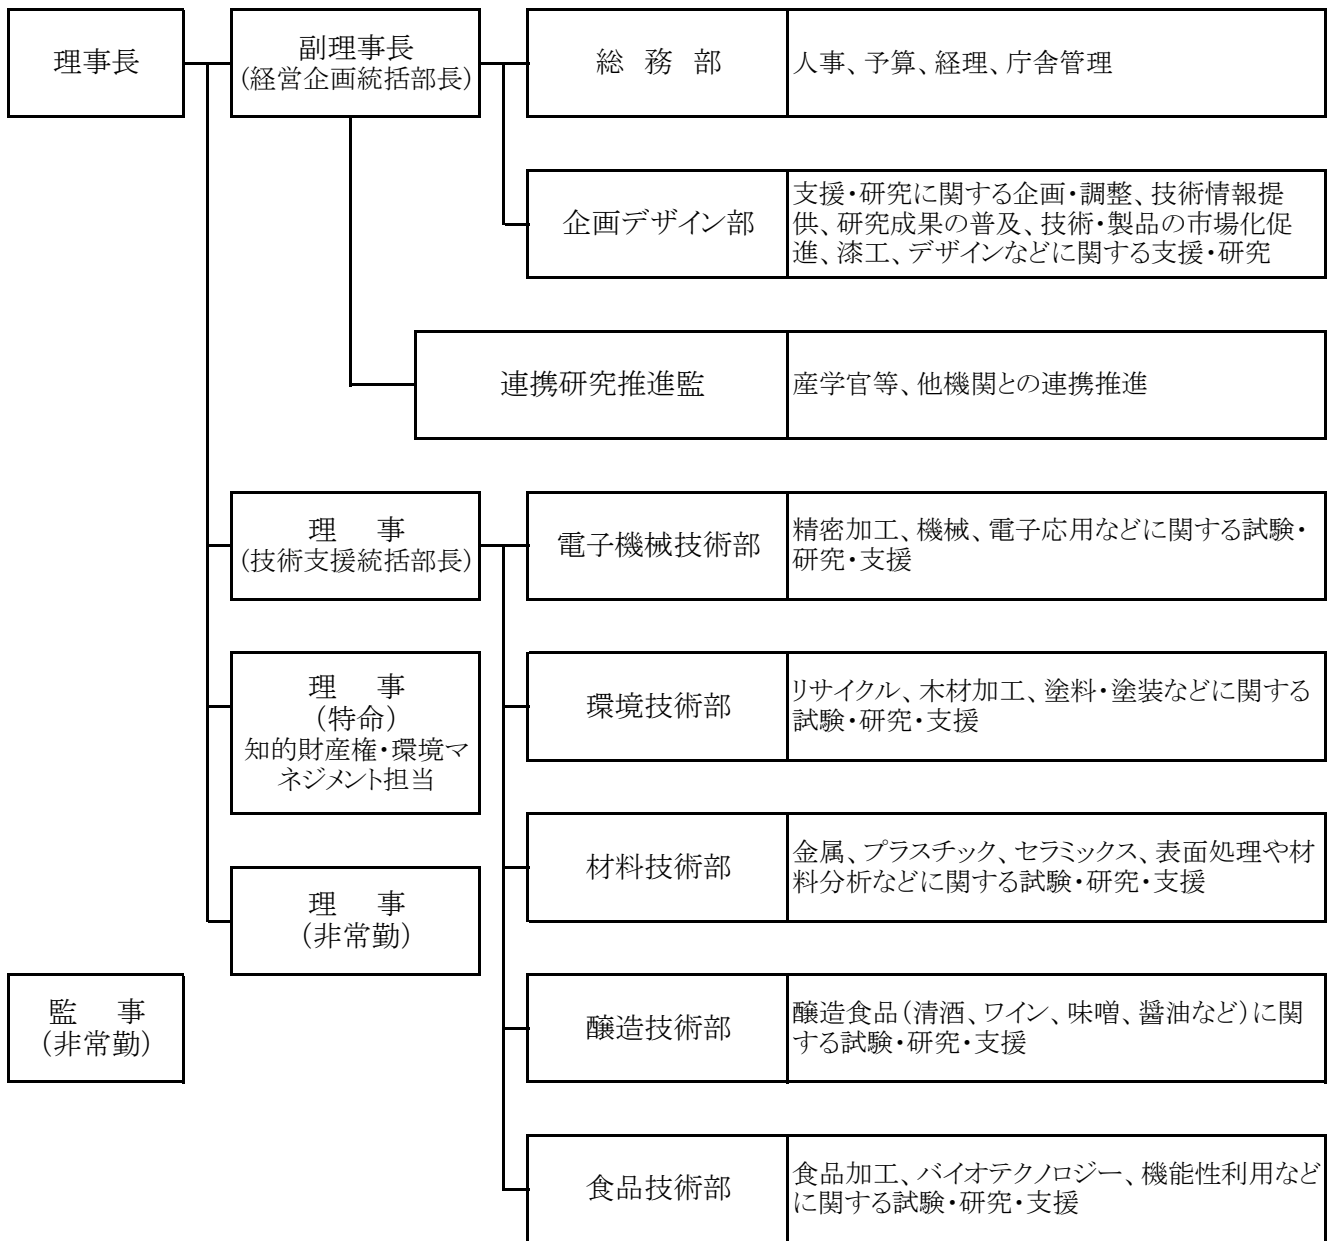 理事長
副理事長
(経営企画統括部長)
総 務 部
人事、予算、経理、庁舎管理
企画デザイン部
支援・研究に関する企画・調整、技術情報提
供、研究成果の普及、技術・製品の市場化促
進、漆工、デザインなどに関する支援・研究
連携研究推進監
産学官等、他機関との連携推進
理 事
(技術支援統括部長)
電子機械技術部
精密加工、機械、電子応用などに関する試験・
研究・支援
理 事
(特命)
知的財産権・環境マ
ネジメント担当
環境技術部
リサイクル、木材加工、塗料・塗装などに関する
試験・研究・支援
材料技術部
金属、プラスチック、セラミックス、表面処理や材
料分析などに関する試験・研究・支援
理 事
(非常勤)
監 事
(非常勤)
醸造技術部
醸造食品(清酒、ワイン、味噌、醤油など)に関
する試験・研究・支援
食品技術部
食品加工、バイオテクノロジー、機能性利用など
に関する試験・研究・支援